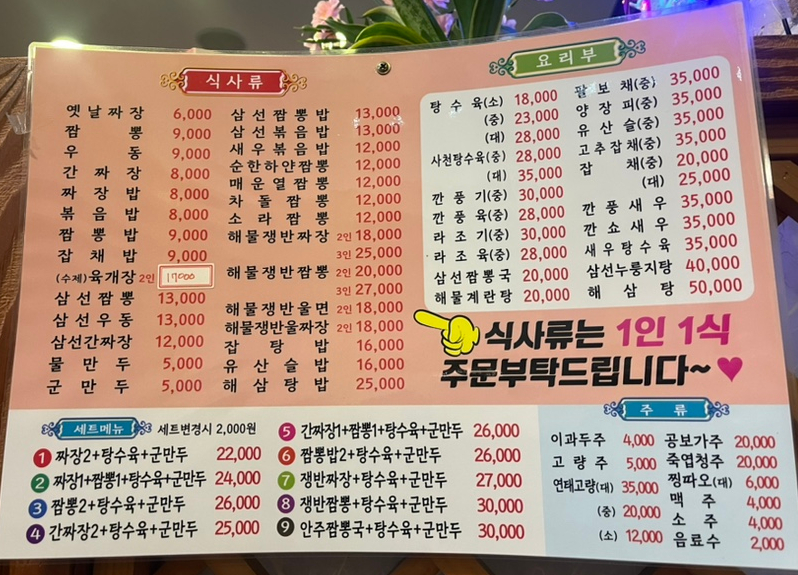 식사류
옛날짜장 6,000
짬뽕 9,000
우동 9,000
간짜장 8,000
짜장밥 8,000
볶음밥 8,000
짬뽕밥 9,000
잡채밥 9,000
(수제)육개장 2인 17000
삼선짬뽕 13,000
삼선우동 13,000
삼선간짜장 12,000
물만두 5,000
군만두 5,000
삼선짬뽕밥 13,000
삼선볶음밥 13,000
새우볶음밥 12,000
순한하얀짬뽕 12,000
매운열짬뽕 12,000
차돌짬뽕 12,000
소라짬뽕 12,000
해물쟁반짜장 2인 18,000
3인 25,000
해물쟁반짬뽕 2인 20,000
3인 27,000
해물쟁반울면 2인 18,000
해물쟁반울짜장 2인 18,000
잡탕밥 16,000
유산슬밥 16,000
해삼탕밥 25,000
요리부
탕수육(소) 18,000
(중) 23,000
(대) 28,000
사천탕수육(중) 28,000
(대) 35,000
깐풍기(중) 30,000
깐풍육(중) 28,000
라조기(중) 30,000
라조육(중) 28,000
삼선짬뽕국 20,000
해물계란탕 20,000
팔보채(중) 35,000
양장피(중) 35,000
유산슬(중) 35,000
고추잡채(중) 35,000
잡채(중) 20,000
(대) 25,000
깐풍새우 35,000
깐쇼새우 35,000
새우탕수육 35,000
삼선누룽지탕 40,000
해삼탕 50,000
식사류는 1인 1식
주문부탁드립니다~♥
세트메뉴 세트변경시 2,000원
1 짜장2+탕수육+군만두 22,000
2 짜장1+짬뽕1+탕수육+군만두 24,000
3 짬뽕2+탕수육+군만두 26,000
4 간짜장2+탕수육+군만두 25,000
5 간짜장1+짬뽕1+탕수육+군만두 26,000
6 짬뽕밥2+탕수육+군만두 26,000
7 쟁반짜장+탕수육+군만두 27,000
8 쟁반짬뽕+탕수육+군만두 30,000
9 안주짬뽕국+탕수육+군만두 30,000
주류
이과두주 4,000
고량주 5,000
연태고량(대) 35,000
(중) 20,000
(소) 12,000
공보가주 20,000
죽엽청주 20,000
찡따오(대) 6,000
맥주 4,000
소주 4,000
음료수 2,000